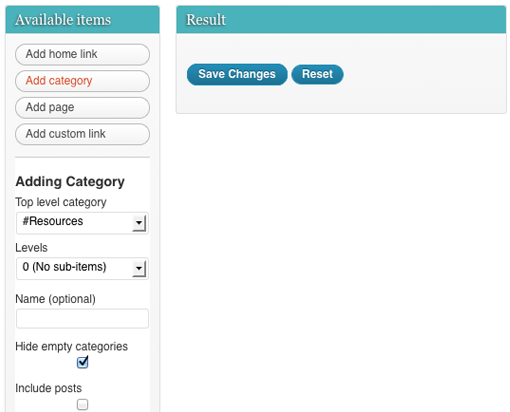 Available items
Add home link
Add category
Add page
Add custom link
Adding Category
Top level category
#Resources
Levels
0 (No sub-items)
Name (optional)
Hide empty categories
Include posts
Result
Save Changes
Reset